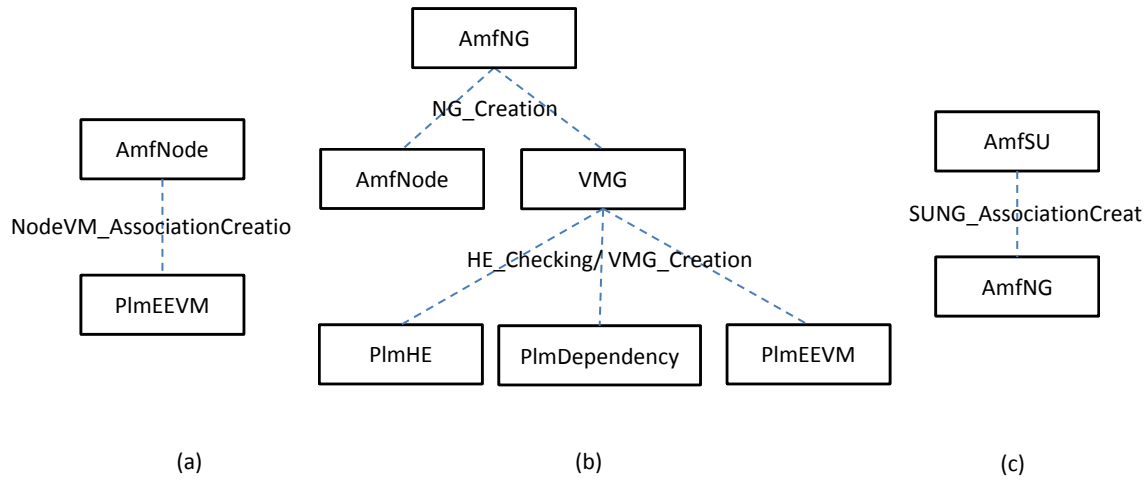 AmfNG
NG_Creation
AmfNode
AmfSU
AmfNode
VMG
NodeVM_AssociationCreatio
SUNG_AssociationCreat
HE_Checking/ VMG_Creation
PlmEEVM
AmfNG
PlmHE
PlmDependency
PlmEEVM
(a)
(b)
(c)